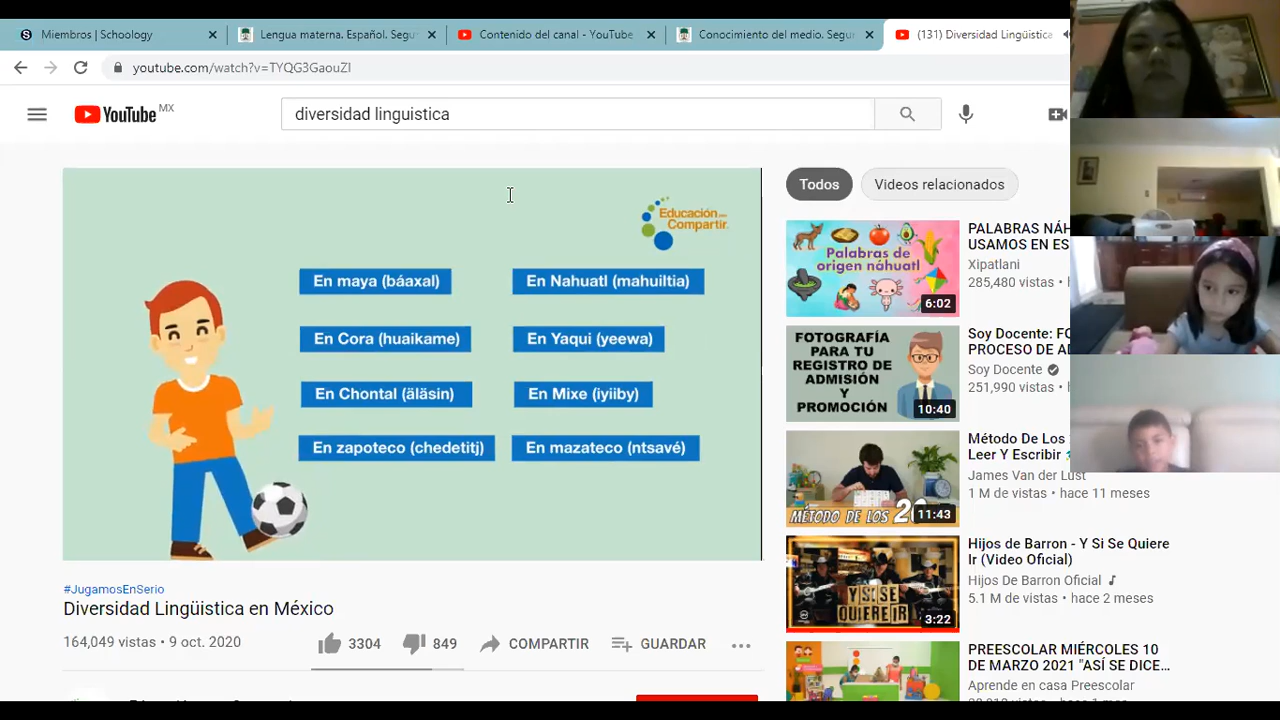 Miembros | Schoology
Lengua materna. Español. Segu
Contenido del canal - YouTube
Conocimiento del medio. Segu
(131) Diversidad Lingüistica
youtube.com/watch?v=TYQG3GaouZI
YouTube MX
diversidad linguistica
Educación para
Compartir.
En maya (báaxal)
En Nahuatl (mahuiltia)
En Cora (huaikame)
En Yaqui (yeewa)
En Chontal (äläsin)
En Mixe (iyiiby)
En zapoteco (chedetitj)
En mazateco (ntsavé)
#JugamosEnSerio
Diversidad Lingüistica en México
164,049 vistas • 9 oct. 2020
3304
849
COMPARTIR
GUARDAR
Todos
Videos relacionados
Palabras de
origen náhuatl
6:02
PALABRAS NÁH
USAMOS EN ES
Xipatlani
285,480 vistas
FOTOGRAFÍA
PARA TU
REGISTRO DE
ADMISIÓN
Y
PROMOCIÓN
10:40
Soy Docente: FO
PROCESO DE AD
Soy Docente
251,990 vistas
MÉTODO DE LOS 20
11:43
Método De Los
Leer Y Escribir
James Van der Lust
1 M de vistas • hace 11 meses
Y SI SE
QUIERE IR
3:22
Hijos de Barron - Y Si Se Quiere
Ir (Video Oficial)
Hijos De Barron Oficial
5.1 M de vistas • hace 2 meses
PREESCOLAR MIÉRCOLES 10
DE MARZO 2021 "ASÍ SE DICE...
Aprende en casa Preescolar